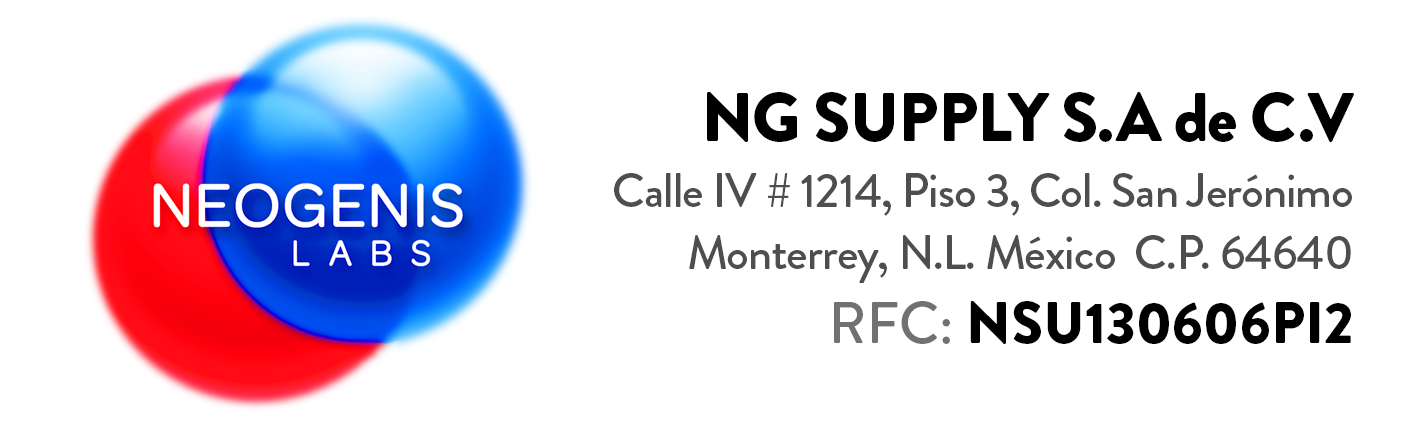 NEOGENIS
LABS
NG SUPPLY S.A de C.V
Calle IV # 1214, Piso 3, Col. San Jerónimo
Monterrey, N.L. México C.P. 64640
RFC: NSU130606PI2